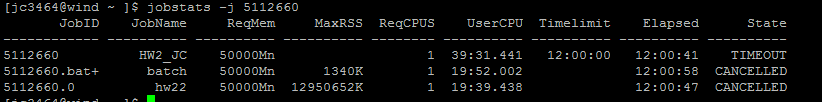 [jc3464@wind ~ ]$ jobstats -j 5112660
JobID JobName ReqMem MaxRSS ReqCPUS UserCPU Timelimit Elapsed State
------------ ---------- ---------- ---------- -------- ---------- ---------- ---------- ----------
5112660 HW2_JC 50000Mn 1 39:31.441 12:00:00 12:00:41 TIMEOUT
5112660.bat+ batch 50000Mn 1340K 1 19:52.002 12:00:58 CANCELLED
5112660.0 hw22 50000Mn 12950652K 1 19:39.438 12:00:47 CANCELLED
[jc3464@wind ~ ]$